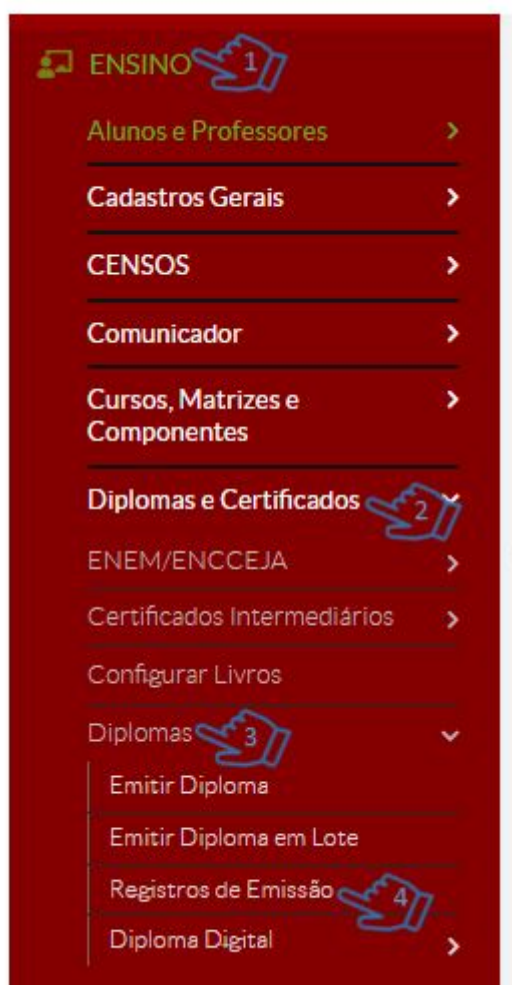 ENSINO 1
Alunos e Professores
Cadastros Gerais
CENSOS
Comunicador
Cursos, Matrizes e
Componentes
Diplomas e Certificados 2
ENEM/ENCCEJA
Certificados Intermediários
Configurar Livros
Diplomas 3
Emitir Diploma
Emitir Diploma em Lote
Registros de Emissão 4
Diploma Digital